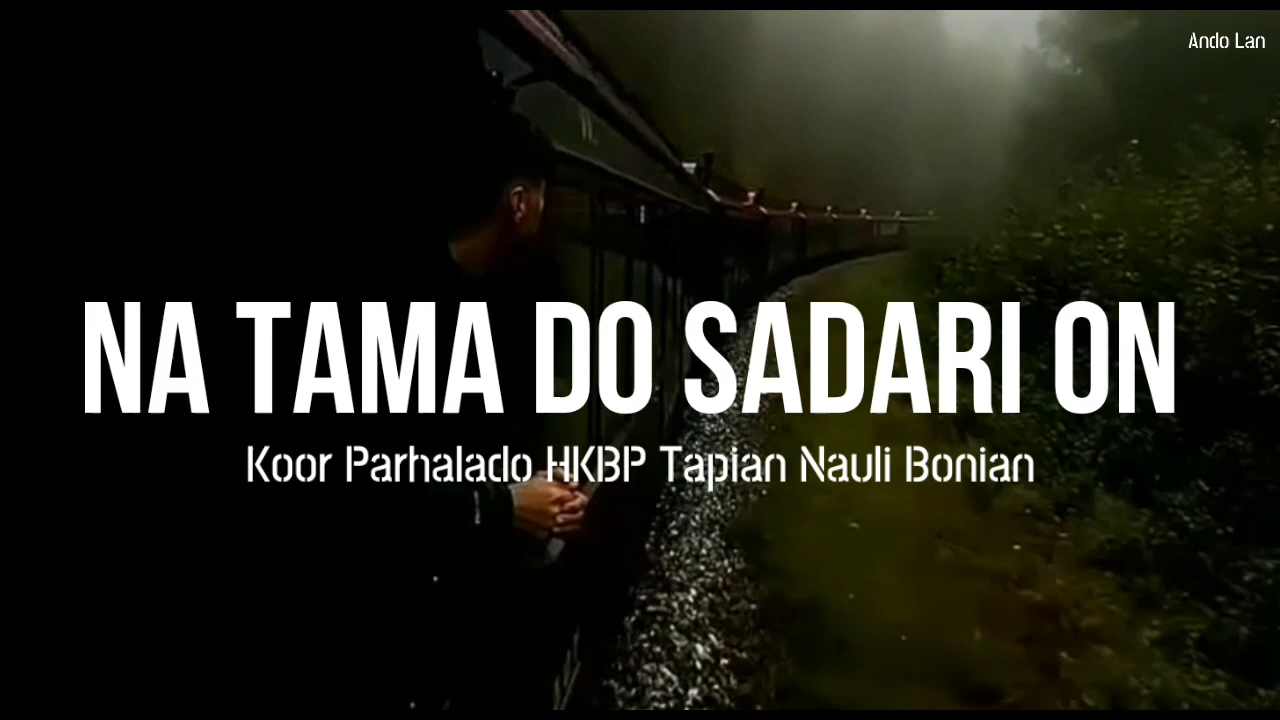 Ando Lan
NA TAMA DO SADARI ON
Koor Parhalado HKBP Tapian Nauli Bonian